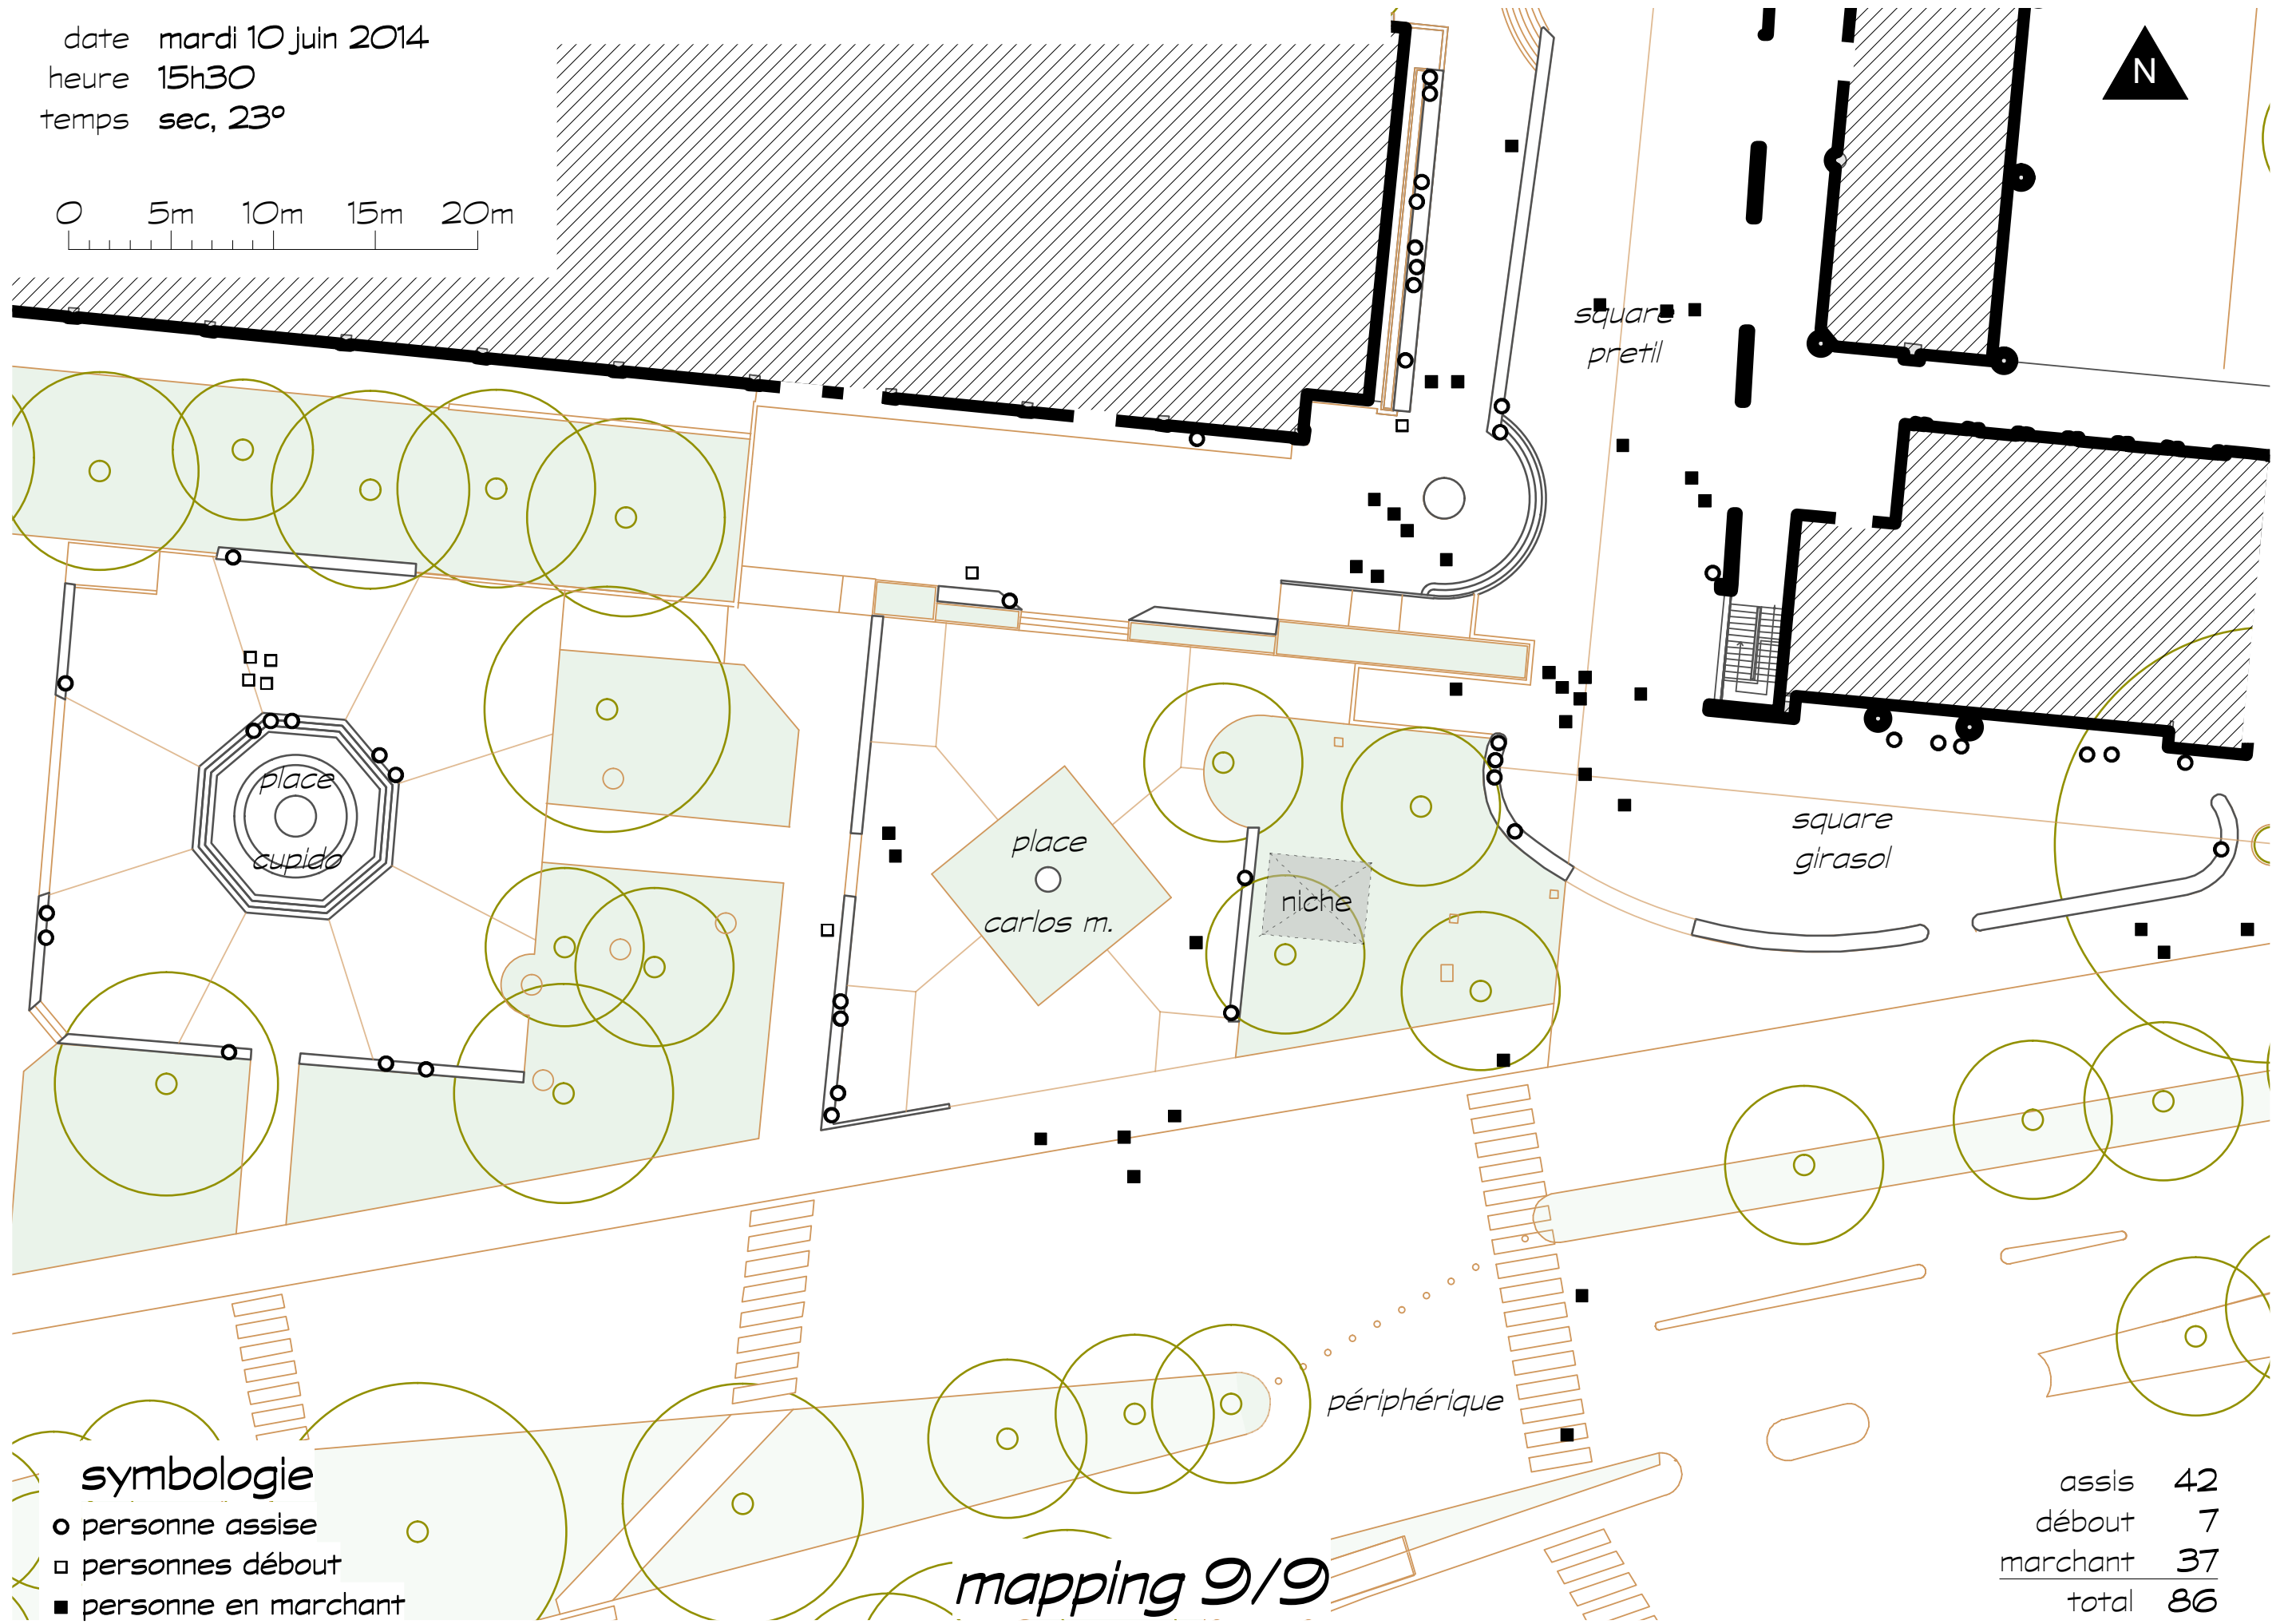 date mardi 10 juin 2014
heure 15h30
temps sec, 23º
N
0 5m 10m 15m 20m
square
pretil
place
cupido
place
carlos m.
niche
square
girasol
périphérique
symbologie
personne assise
personnes débout
personne en marchant
mapping 9/9
assis 42
débout 7
marchant 37
total 86